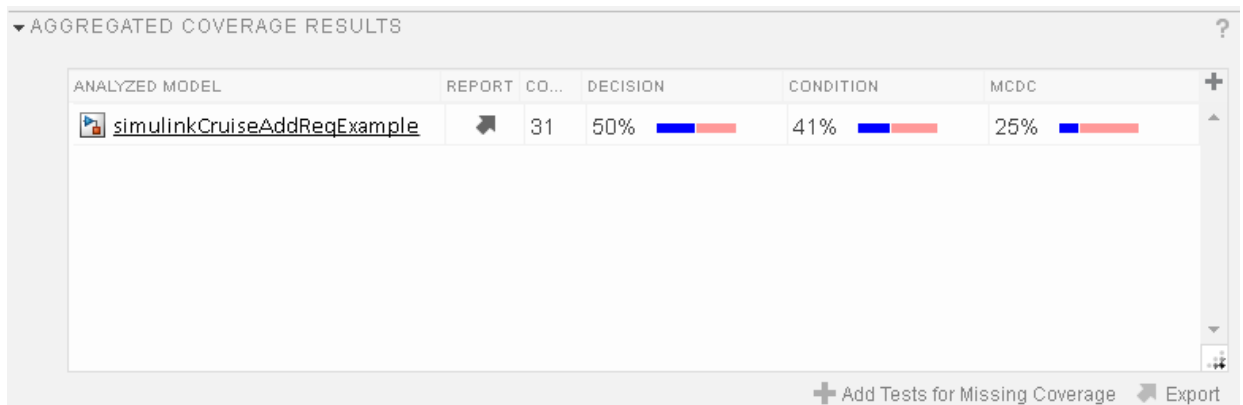 AGGREGATED COVERAGE RESULTS ?
ANALYZED MODEL REPORT CO... DECISION CONDITION MCDC
simulinkCruiseAddReqExample 31 50% 41% 25%
Add Tests for Missing Coverage Export